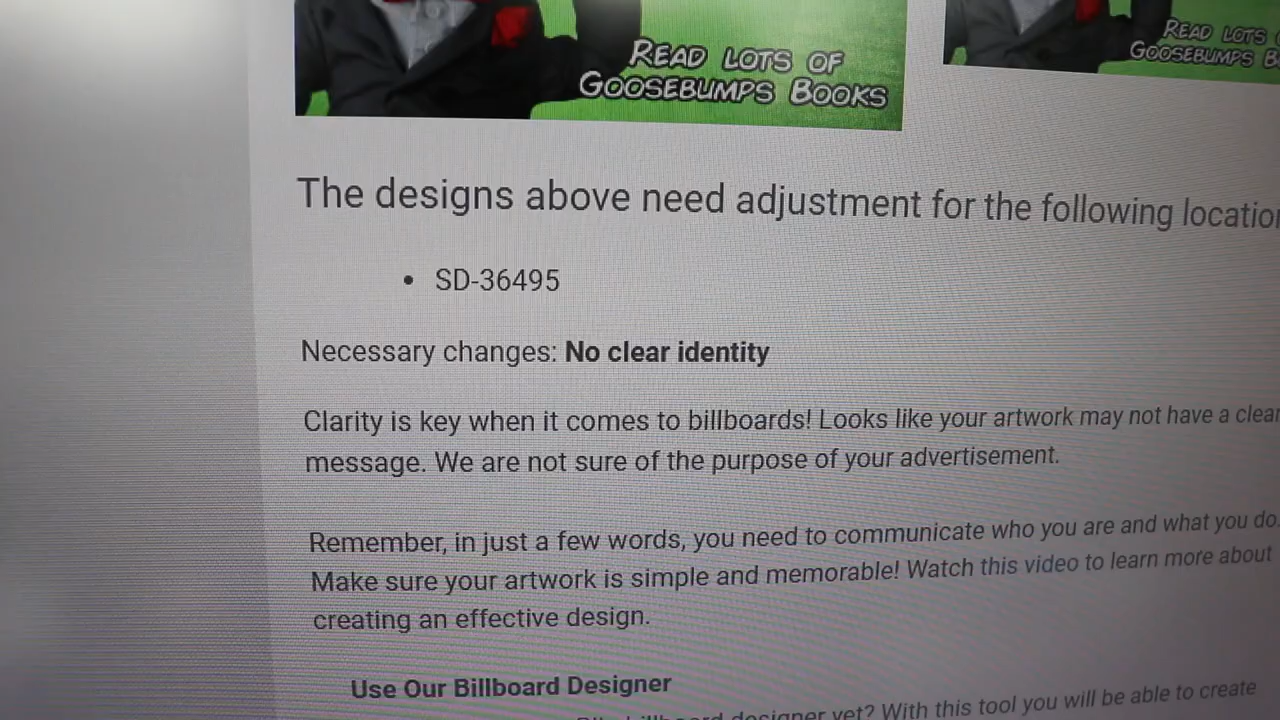 READ LOTS OF
GOOSEBUMPS BOOKS
READ LOTS
GOOSEBUMPS
The designs above need adjustment for the following
• SD-36495
Necessary changes: No clear identity
Clarity is key when it comes to billboards! Looks like your artwork may not have a clear
message. We are not sure of the purpose of your advertisement.
Remember, in just a few words, you need to communicate who you are and what you do.
Make sure your artwork is simple and memorable! Watch this video to learn more about
creating an effective design.
Use Our Billboard Designer
designer yet? With this tool you will be able to create